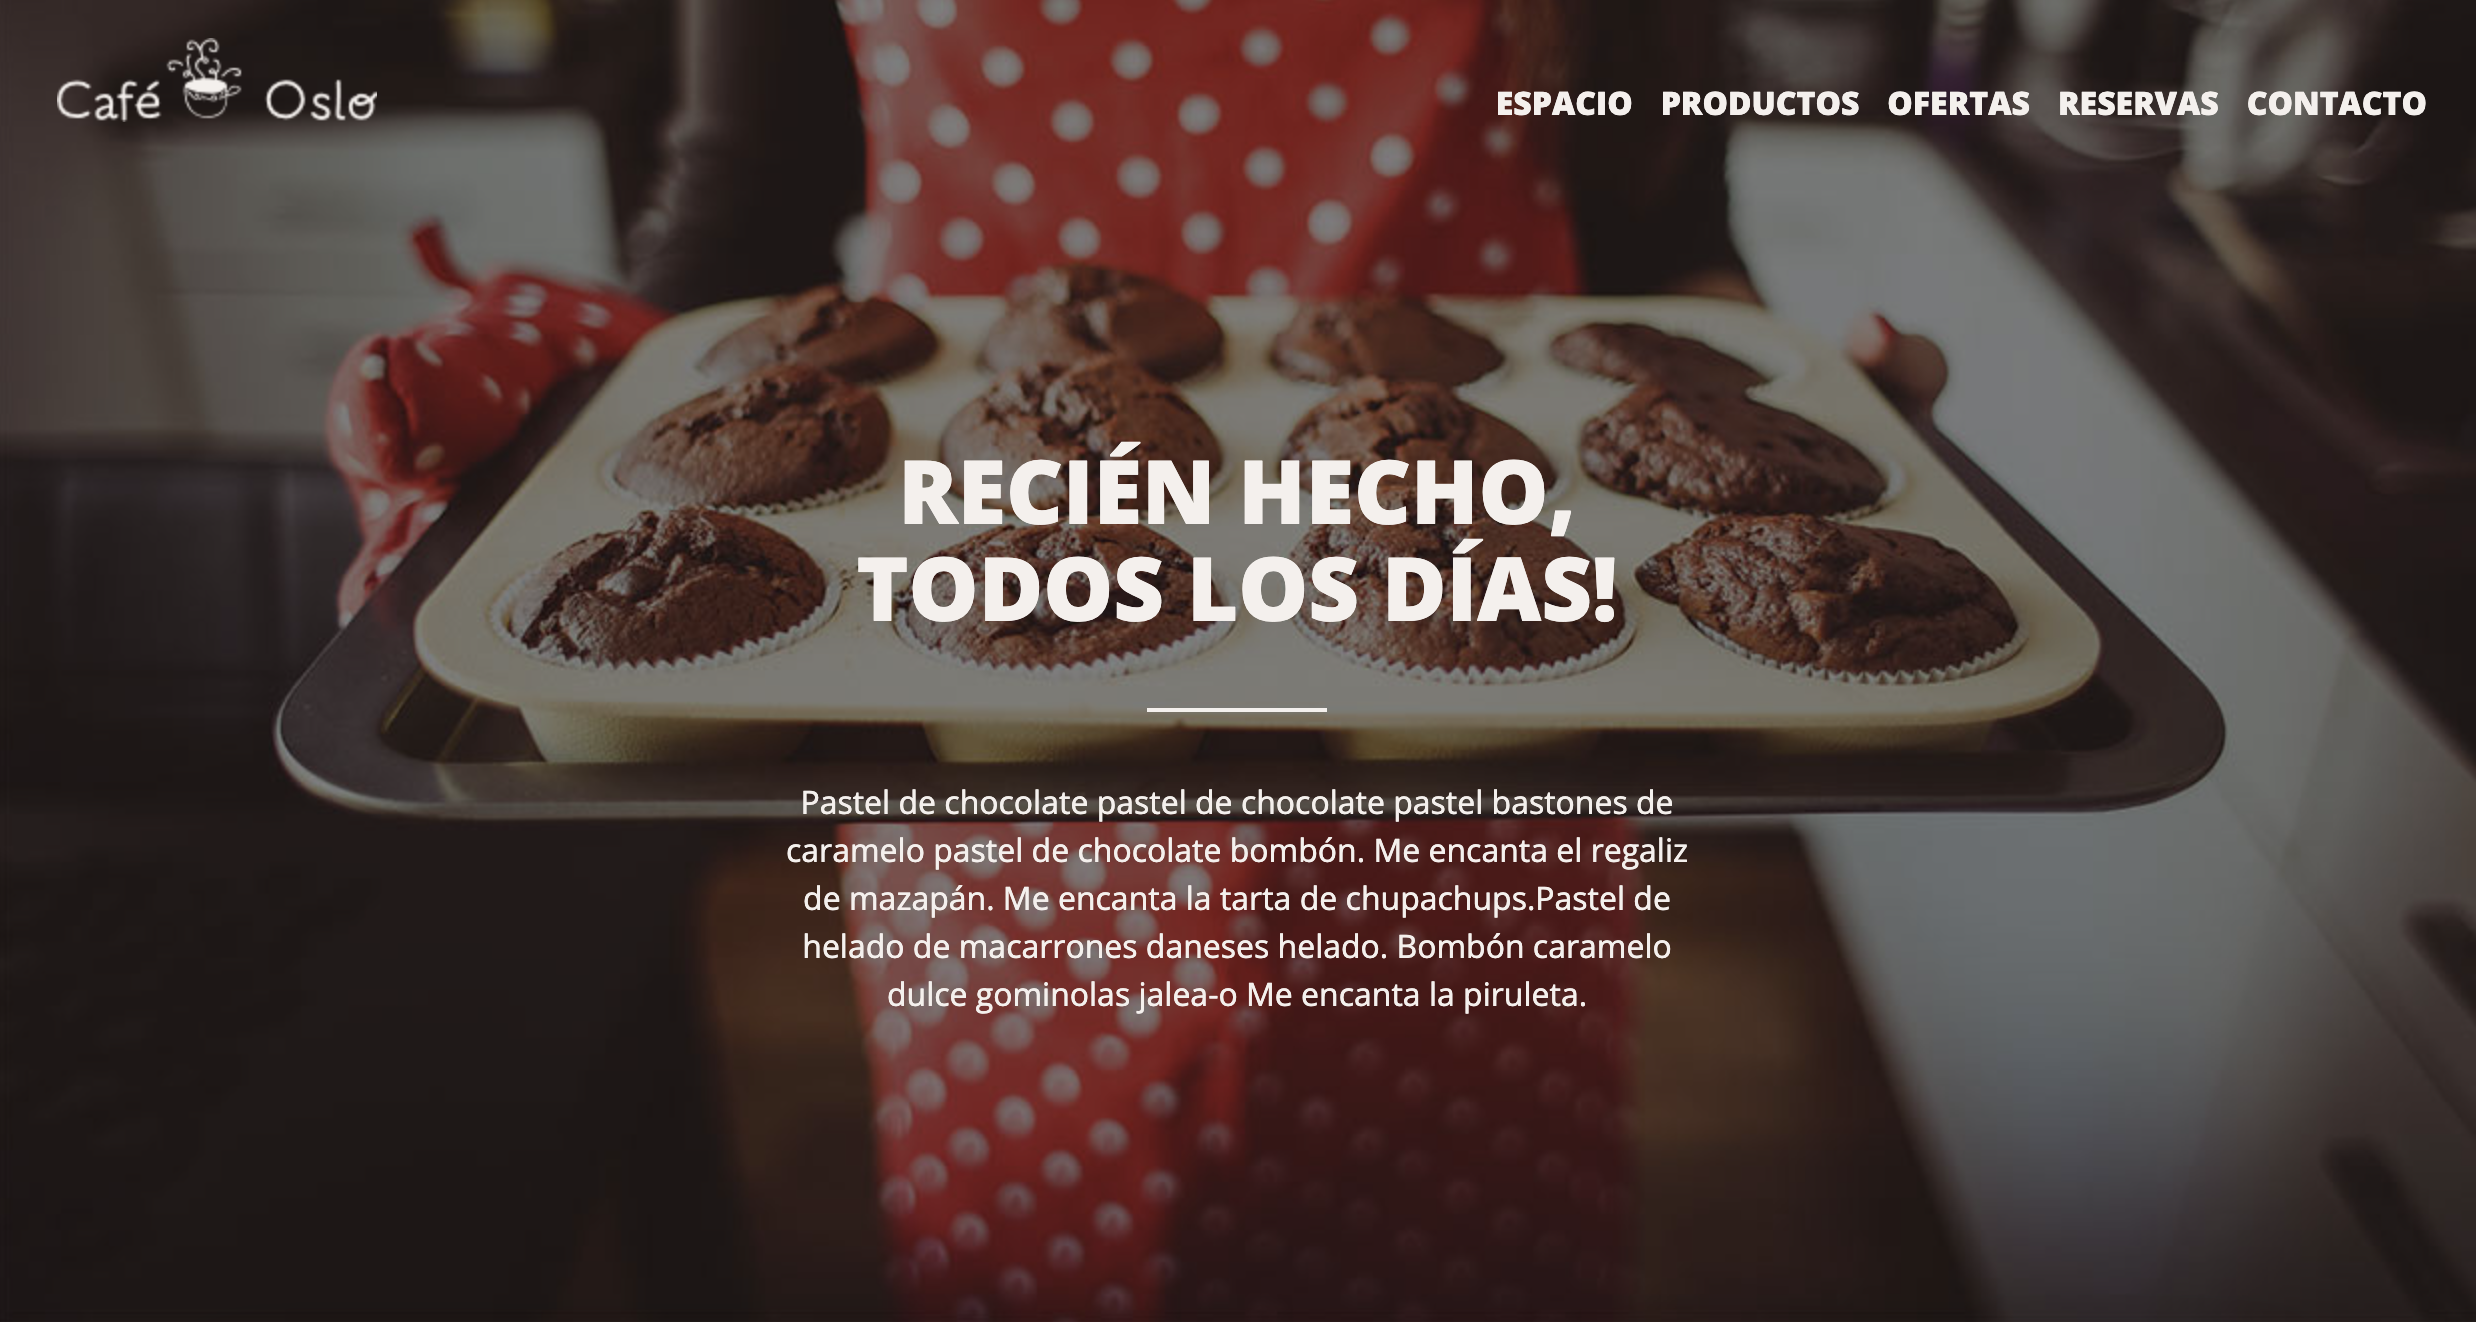 Café Oslo
ESPACIO PRODUCTOS OFERTAS RESERVAS CONTACTO
RECIÉN HECHO,
TODOS LOS DÍAS!
Pastel de chocolate pastel de chocolate pastel bastones de
caramelo pastel de chocolate bombón. Me encanta el regaliz
de mazapán. Me encanta la tarta de chupachups.Pastel de
helado de macarrones daneses helado. Bombón caramelo
dulce gominolas jalea-o Me encanta la piruleta.